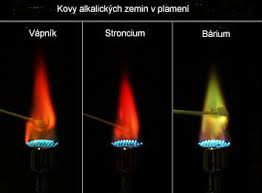 Kovy alkalických zemin v plameni
Vápník
Stroncium
Bárium